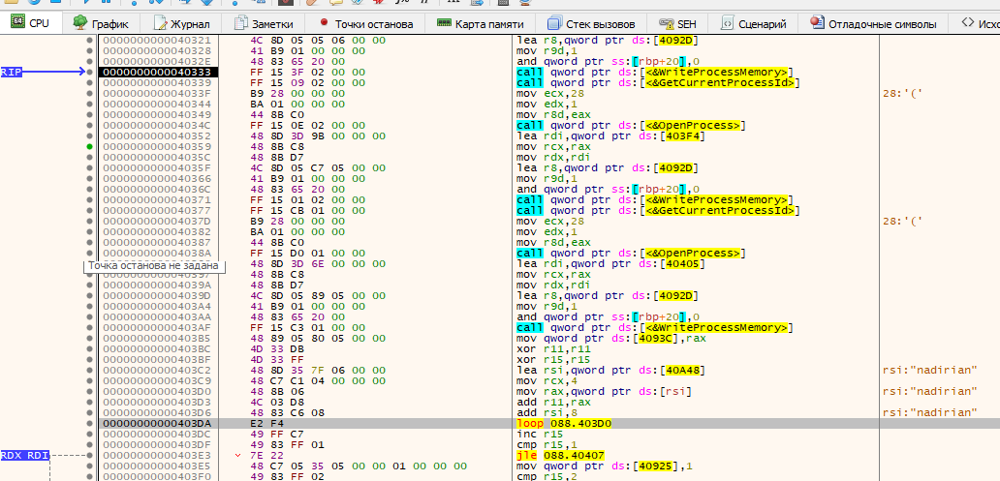 CPU График Журнал Заметки Точки останова Карта памяти Стек вызовов SEH Сценарий Отладочные символы Исхо
0000000000040321 4C 8D 05 05 06 00 00 lea r8,qword ptr ds:[4092D]
0000000000040328 41 B9 01 00 00 00 mov r9d,1
000000000004032E 48 83 65 20 00 and qword ptr ss:[rbp+20],0
RIP 0000000000040333 FF 15 3F 02 00 00 call qword ptr ds:[<&WriteProcessMemory>]
0000000000040339 FF 15 09 02 00 00 call qword ptr ds:[<&GetCurrentProcessId>]
000000000004033F B9 28 00 00 00 mov ecx,28 28:'('
0000000000040344 BA 01 00 00 00 mov edx,1
0000000000040349 44 8B C0 mov r8d,eax
000000000004034C FF 15 0E 02 00 00 call qword ptr ds:[<&OpenProcess>]
0000000000040352 48 8D 3D 9B 00 00 00 lea rdi,qword ptr ds:[403F4]
0000000000040359 48 8B C8 mov rcx,rax
000000000004035C 48 8B D7 mov rdx,rdi
000000000004035F 4C 8D 05 C7 05 00 00 lea r8,qword ptr ds:[4092D]
0000000000040366 41 B9 01 00 00 00 mov r9d,1
000000000004036C 48 83 65 20 00 and qword ptr ss:[rbp+20],0
0000000000040371 FF 15 01 02 00 00 call qword ptr ds:[<&WriteProcessMemory>]
0000000000040377 FF 15 CB 01 00 00 call qword ptr ds:[<&GetCurrentProcessId>]
000000000004037D B9 28 00 00 00 mov ecx,28 28:'('
0000000000040382 BA 01 00 00 00 mov edx,1
0000000000040387 44 8B C0 mov r8d,eax
000000000004038A FF 15 D0 01 00 00 call qword ptr ds:[<&OpenProcess>]
Точка останова не задана 48 8D 3D 6E 00 00 00 lea rdi,qword ptr ds:[40405]
48 8B C8 mov rcx,rax
000000000004039A 48 8B D7 mov rdx,rdi
000000000004039D 4C 8D 05 89 05 00 00 lea r8,qword ptr ds:[4092D]
00000000000403A4 41 B9 01 00 00 00 mov r9d,1
00000000000403AA 48 83 65 20 00 and qword ptr ss:[rbp+20],0
00000000000403AF FF 15 C3 01 00 00 call qword ptr ds:[<&WriteProcessMemory>]
00000000000403B5 48 89 05 80 05 00 00 mov qword ptr ds:[4093C],rax
00000000000403BC 4D 33 DB xor r11,r11
00000000000403BF 4D 33 FF xor r15,r15
00000000000403C2 48 8D 35 7F 06 00 00 lea rsi,qword ptr ds:[40A48] rsi:"nadirian"
00000000000403C9 48 C7 C1 04 00 00 00 mov rcx,4
00000000000403D0 48 8B 06 mov rax,qword ptr ds:[rsi] rsi:"nadirian"
00000000000403D3 4C 03 D8 add r11,rax
00000000000403D6 48 83 C6 08 add rsi,8 rsi:"nadirian"
00000000000403DA E2 F4 loop 088.403D0
00000000000403DC 49 FF C7 inc r15
00000000000403DF 49 83 FF 01 cmp r15,1
RDX RDI 00000000000403E3 7E 22 jle 088.40407
00000000000403E5 48 C7 05 35 05 00 00 01 00 00 00 mov qword ptr ds:[40925],1
00000000000403F0 49 83 FF 02 cmp r15,2